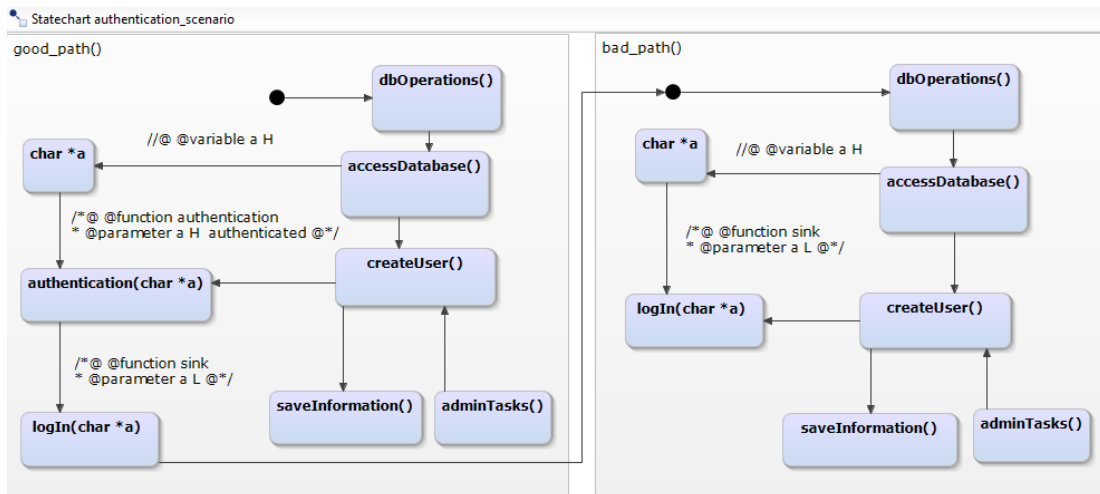 Statechart authentication_scenario
good_path()
dbOperations()
//@ @variable a H
char *a
accessDatabase()
/*@ @function authentication
* @parameter a H  authenticated @*/
createUser()
authentication(char *a)
/*@ @function sink
* @parameter a L @*/
saveInformation()
adminTasks()
logIn(char *a)
bad_path()
dbOperations()
char *a
//@ @variable a H
accessDatabase()
/*@ @function sink
* @parameter a L @*/
logIn(char *a)
createUser()
saveInformation()
adminTasks()